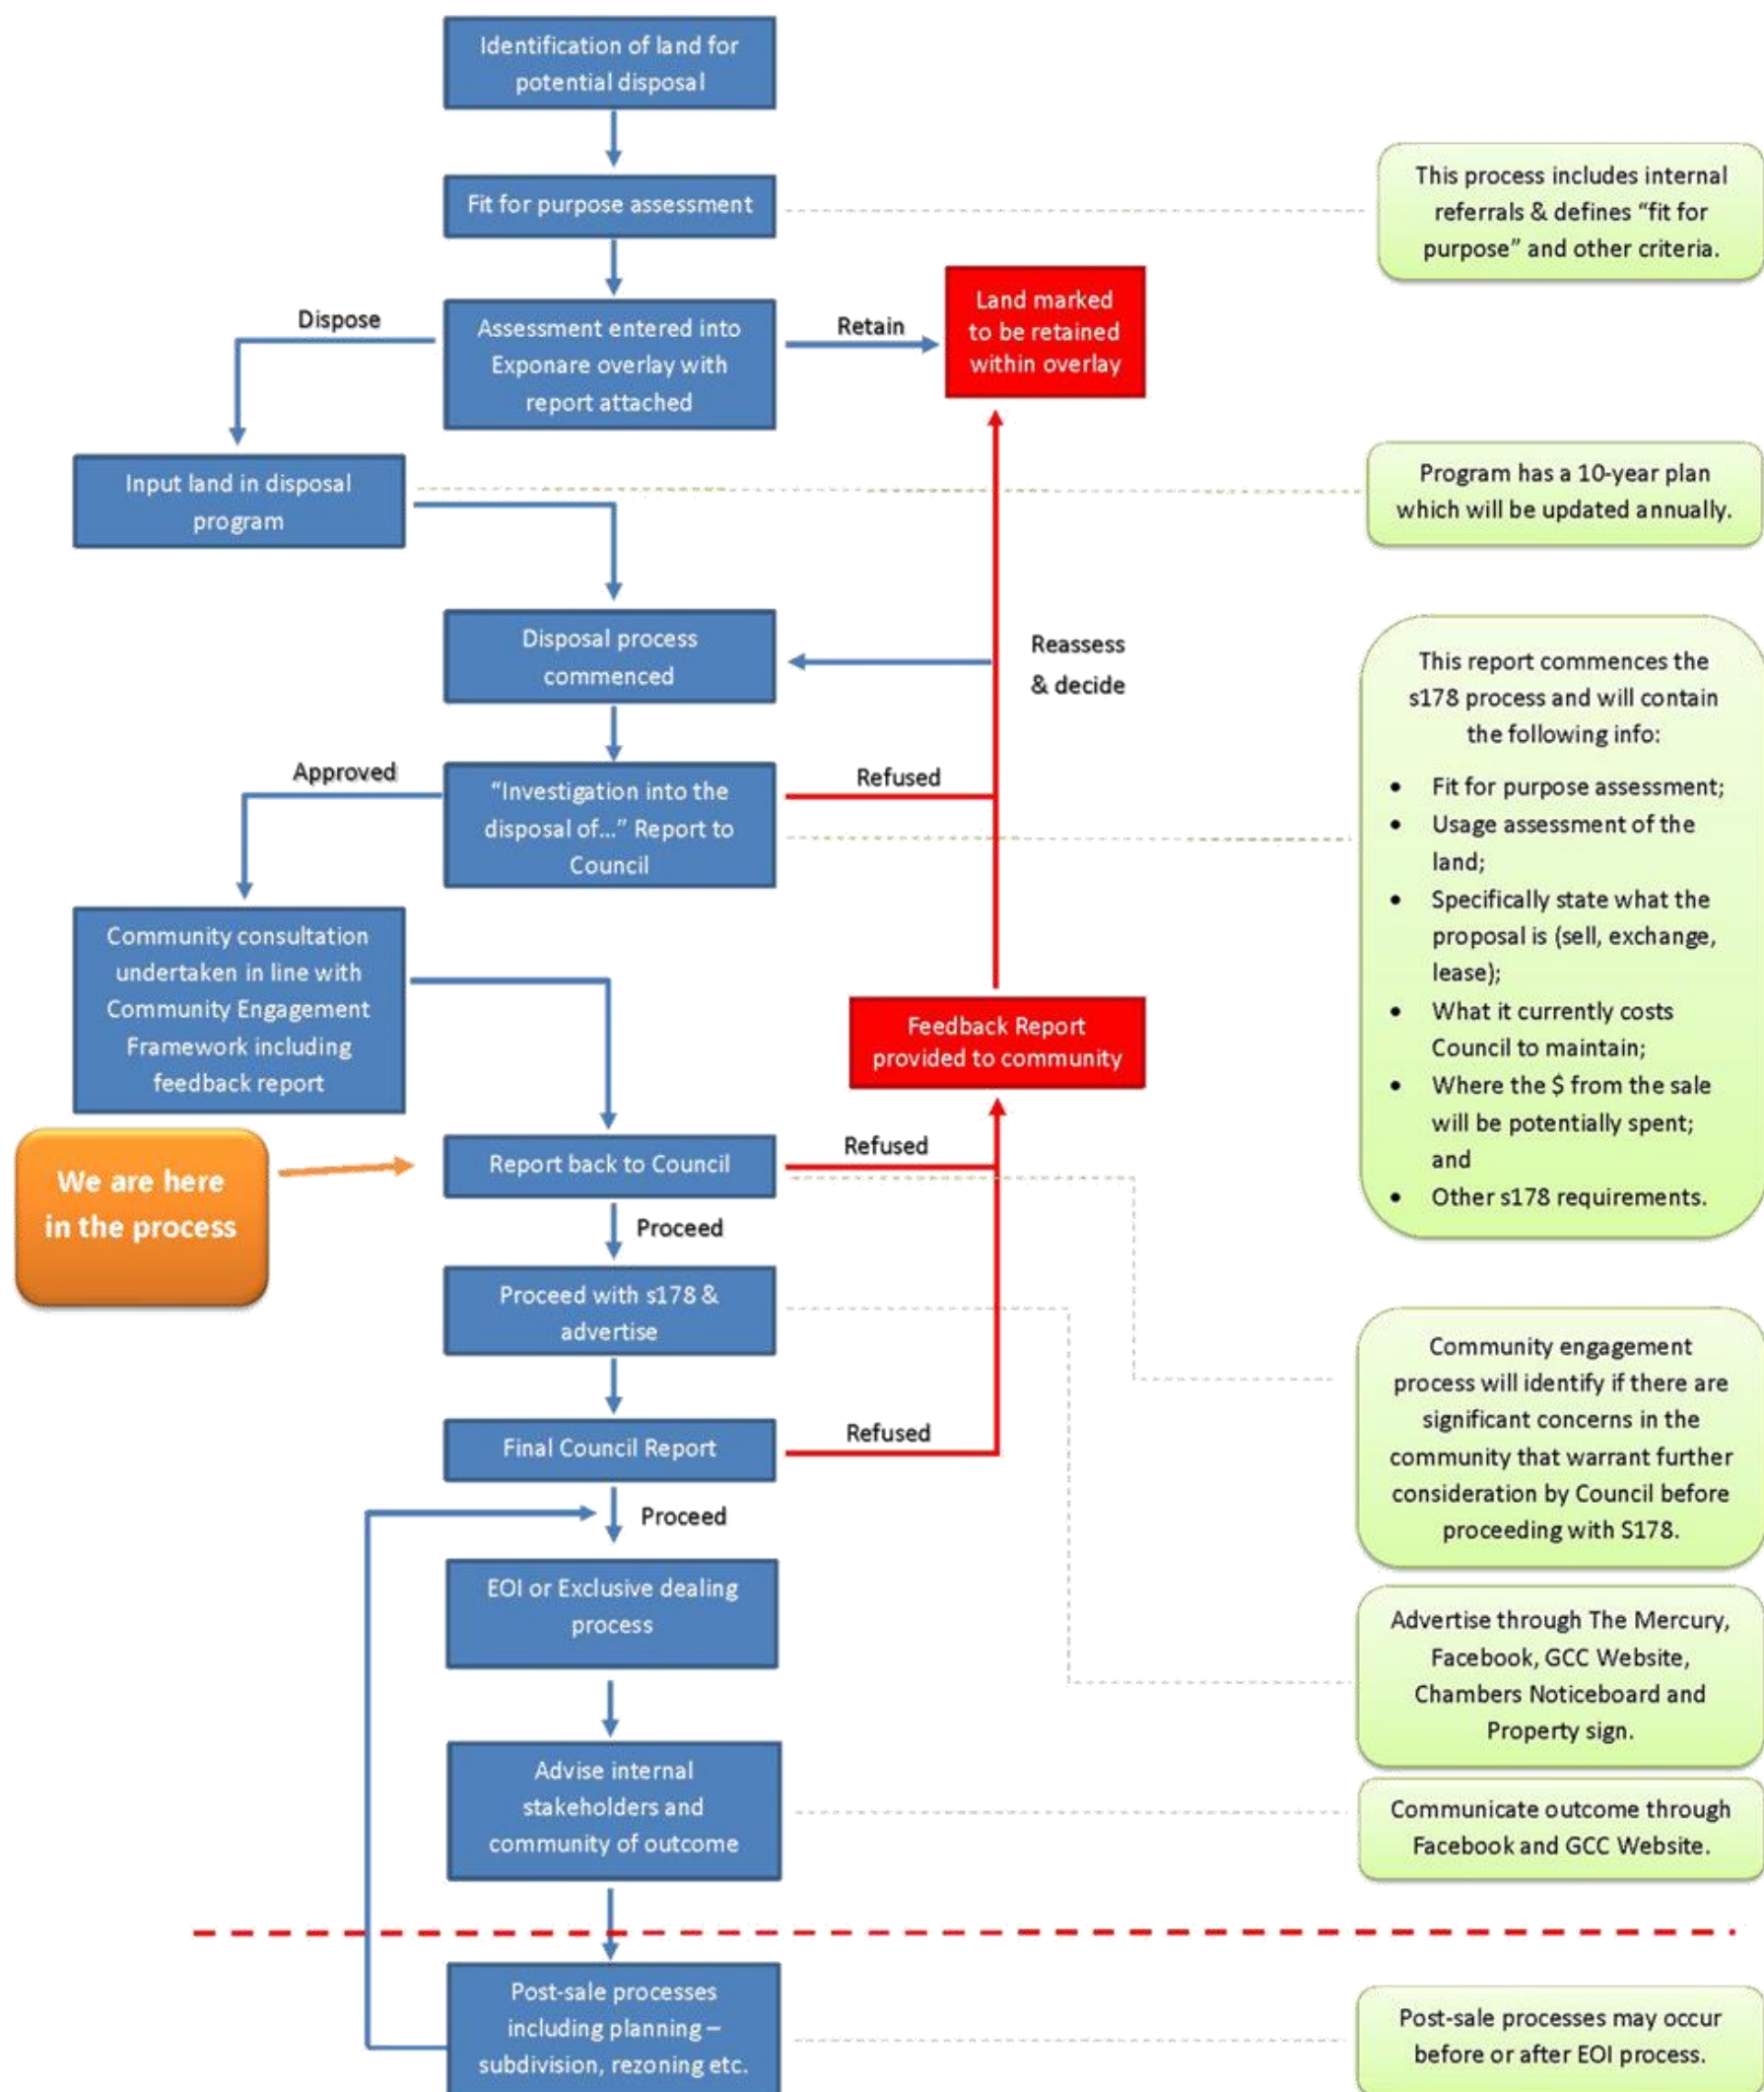 Identification of land for
potential disposal
Fit for purpose assessment
This process includes internal
referrals & defines “fit for
purpose” and other criteria.
Dispose
Assessment entered into
Exponare overlay with
report attached
Retain
Land marked
to be retained
within overlay
Input land in disposal
program
Program has a 10-year plan
which will be updated annually.
Disposal process
commenced
Reassess
& decide
Approved
“Investigation into the
disposal of...” Report to
Council
Refused
This report commences the
s178 process and will contain
the following info:
• Fit for purpose assessment;
• Usage assessment of the
land;
• Specifically state what the
proposal is (sell, exchange,
lease);
• What it currently costs
Council to maintain;
• Where the $ from the sale
will be potentially spent;
and
• Other s178 requirements.
Community consultation
undertaken in line with
Community Engagement
Framework including
feedback report
Feedback Report
provided to community
We are here
in the process
Report back to Council
Refused
Proceed
Proceed with s178 &
advertise
Community engagement
process will identify if there are
significant concerns in the
community that warrant further
consideration by Council before
proceeding with S178.
Final Council Report
Refused
Proceed
EOI or Exclusive dealing
process
Advertise through The Mercury,
Facebook, GCC Website,
Chambers Noticeboard and
Property sign.
Advise internal
stakeholders and
community of outcome
Communicate outcome through
Facebook and GCC Website.
Post-sale processes
including planning –
subdivision, rezoning etc.
Post-sale processes may occur
before or after EOI process.